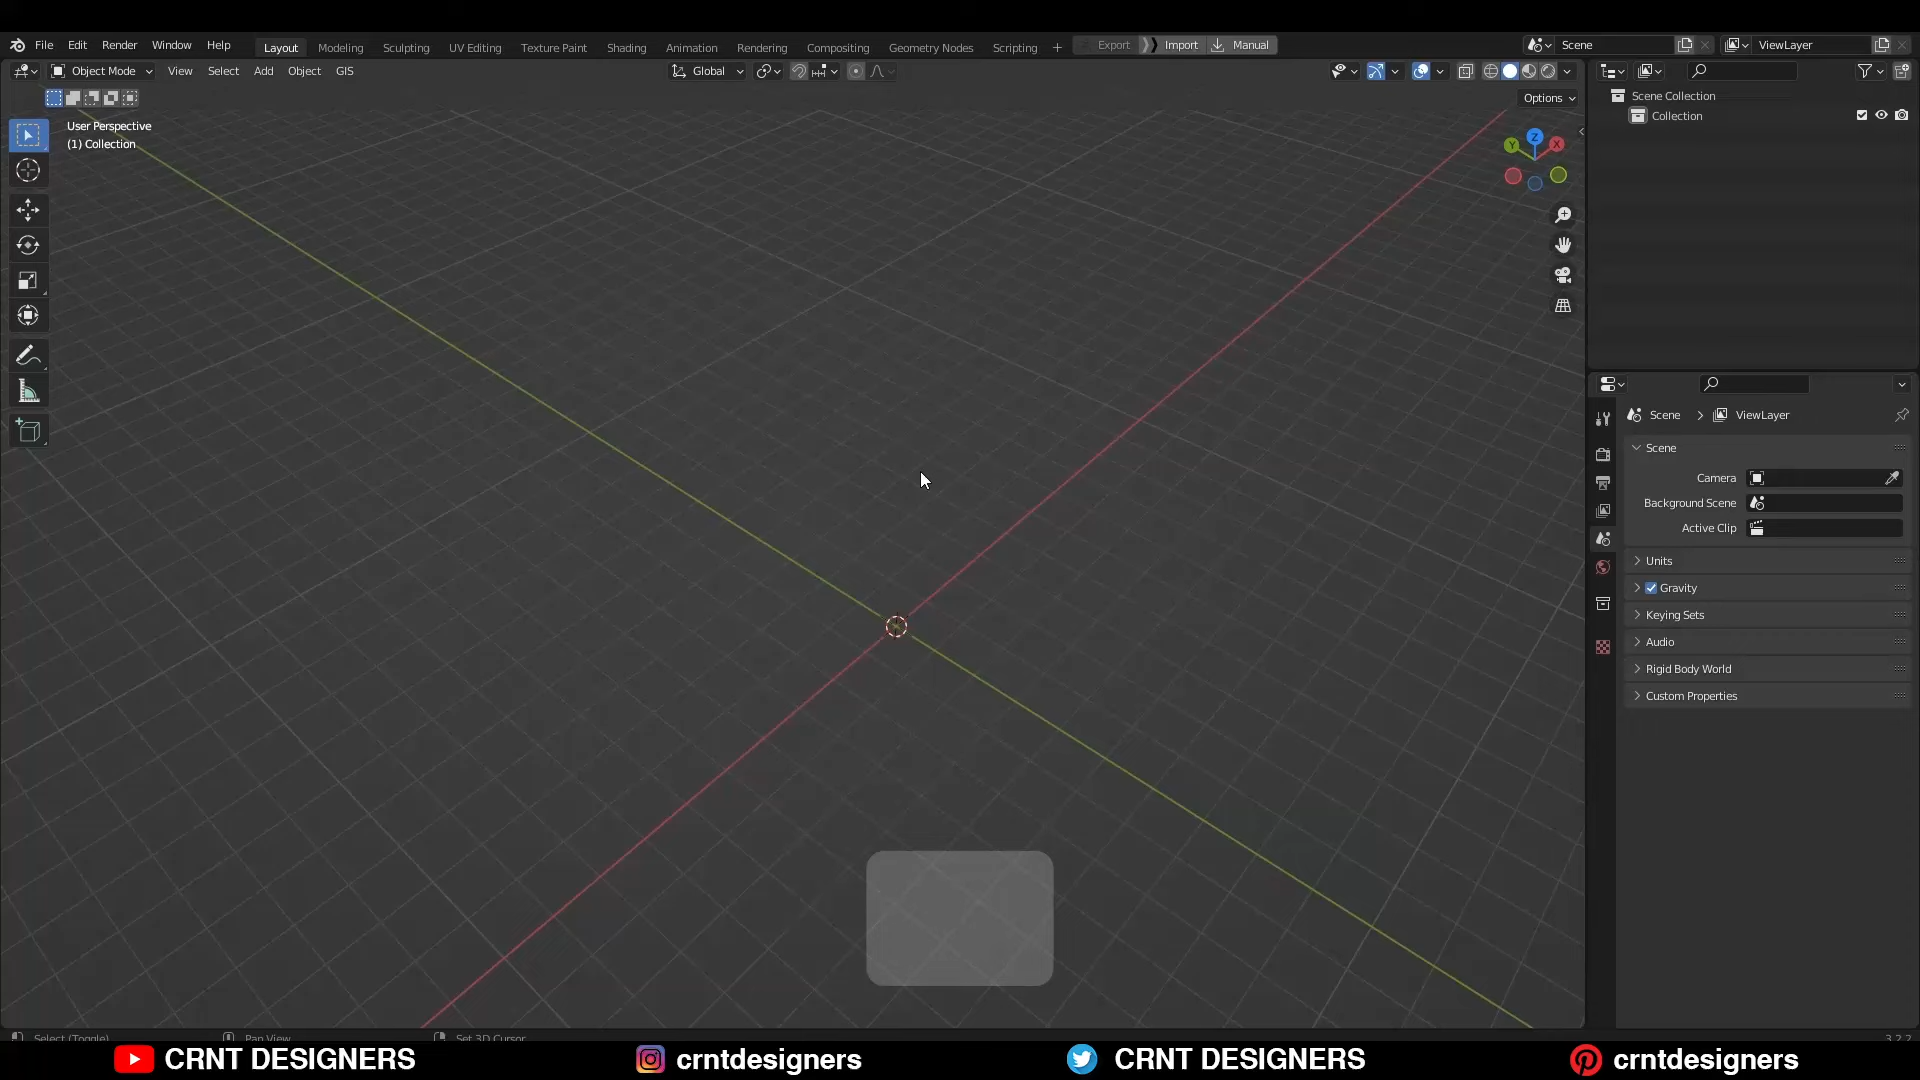 File Edit Render Window Help Layout Modeling Sculpting UV Editing Texture Paint Shading Animation Rendering Compositing Geometry Nodes Scripting + Export Import Manual Scene ViewLayer
Object Mode View Select Add Object GIS Global
Options
User Perspective
(1) Collection
Z
Y X
Scene Collection
Collection
Scene > ViewLayer
Scene
Camera
Background Scene
Active Clip
Units
Gravity
Keying Sets
Audio
Rigid Body World
Custom Properties
Select (Toggle) Pan View Set 3D Cursor 3.2.2
CRNT DESIGNERS crntdesigners CRNT DESIGNERS crntdesigners